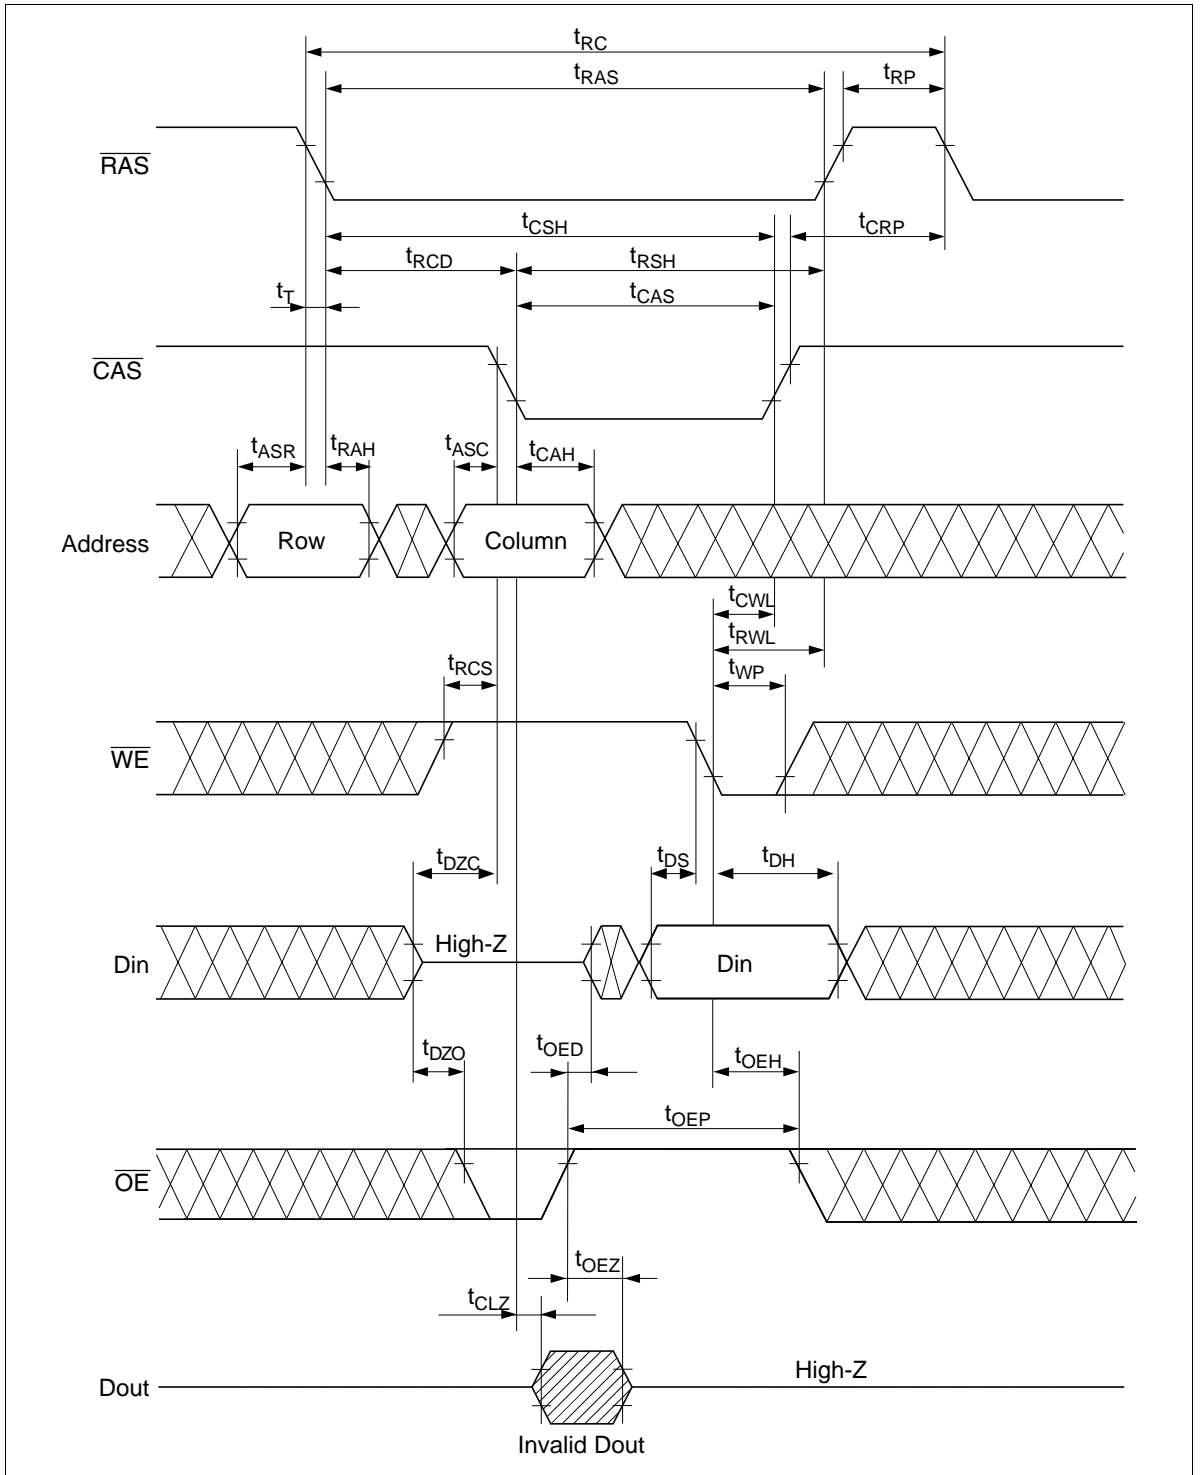 tRC
tRAS
tRP
RAS
tCSH
tCRP
tRCD
tRSH
tT
tCAS
CAS
tASR
tRAH
tASC
tCAH
Address
Row
Column
tCWL
tRWL
tRCS
tWP
WE
tDZC
tDS
tDH
High-Z
Din
Din
tDZO
tOED
tOEH
tOEP
OE
tOEZ
tCLZ
High-Z
Dout
Invalid Dout